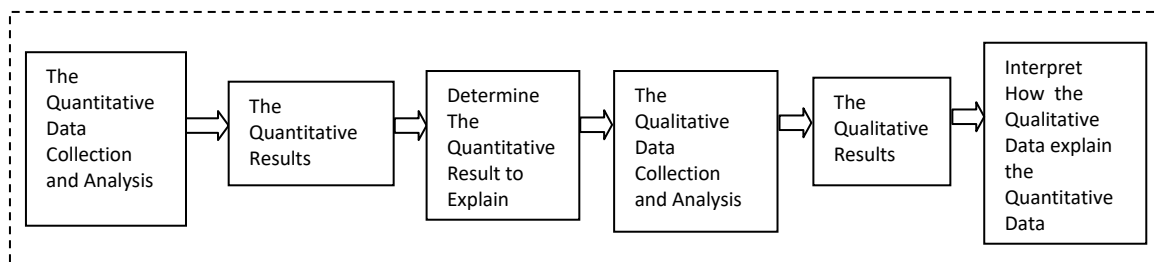 The
Quantitative
Data
Collection
and Analysis
The
Quantitative
Results
Determine
The
Quantitative
Result to
Explain
The
Qualitative
Data
Collection
and Analysis
The
Qualitative
Results
Interpret
How the
Qualitative
Data explain
the
Quantitative
Data